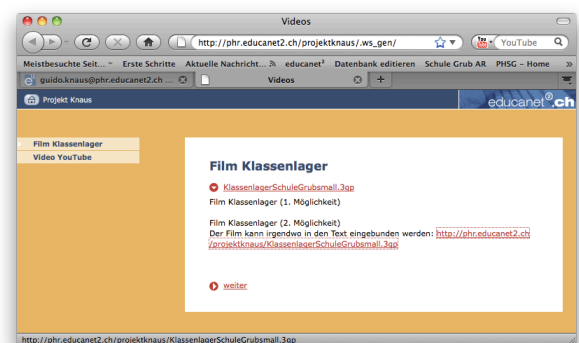 Videos
http://phr.educanet2.ch/projektknaus/.ws_gen/
YouTube
Meistbesuchte Seit... Erste Schritte Aktuelle Nachricht... educanet² Datenbank editieren Schule Grub AR PHSG – Home »
guido.knaus@phr.educanet2.ch ... Videos +
Projekt Knaus
educanet².ch
Film Klassenlager
Video YouTube
Film Klassenlager
KlassenlagerSchuleGrubsmall.3gp
Film Klassenlager (1. Möglichkeit)
Film Klassenlager (2. Möglichkeit)
Der Film kann irgendwo in den Text eingebunden werden: http://phr.educanet2.ch
/projektknaus/KlassenlagerSchuleGrubsmall.3gp
weiter
http://phr.educanet2.ch/projektknaus/KlassenlagerSchuleGrubsmall.3gp